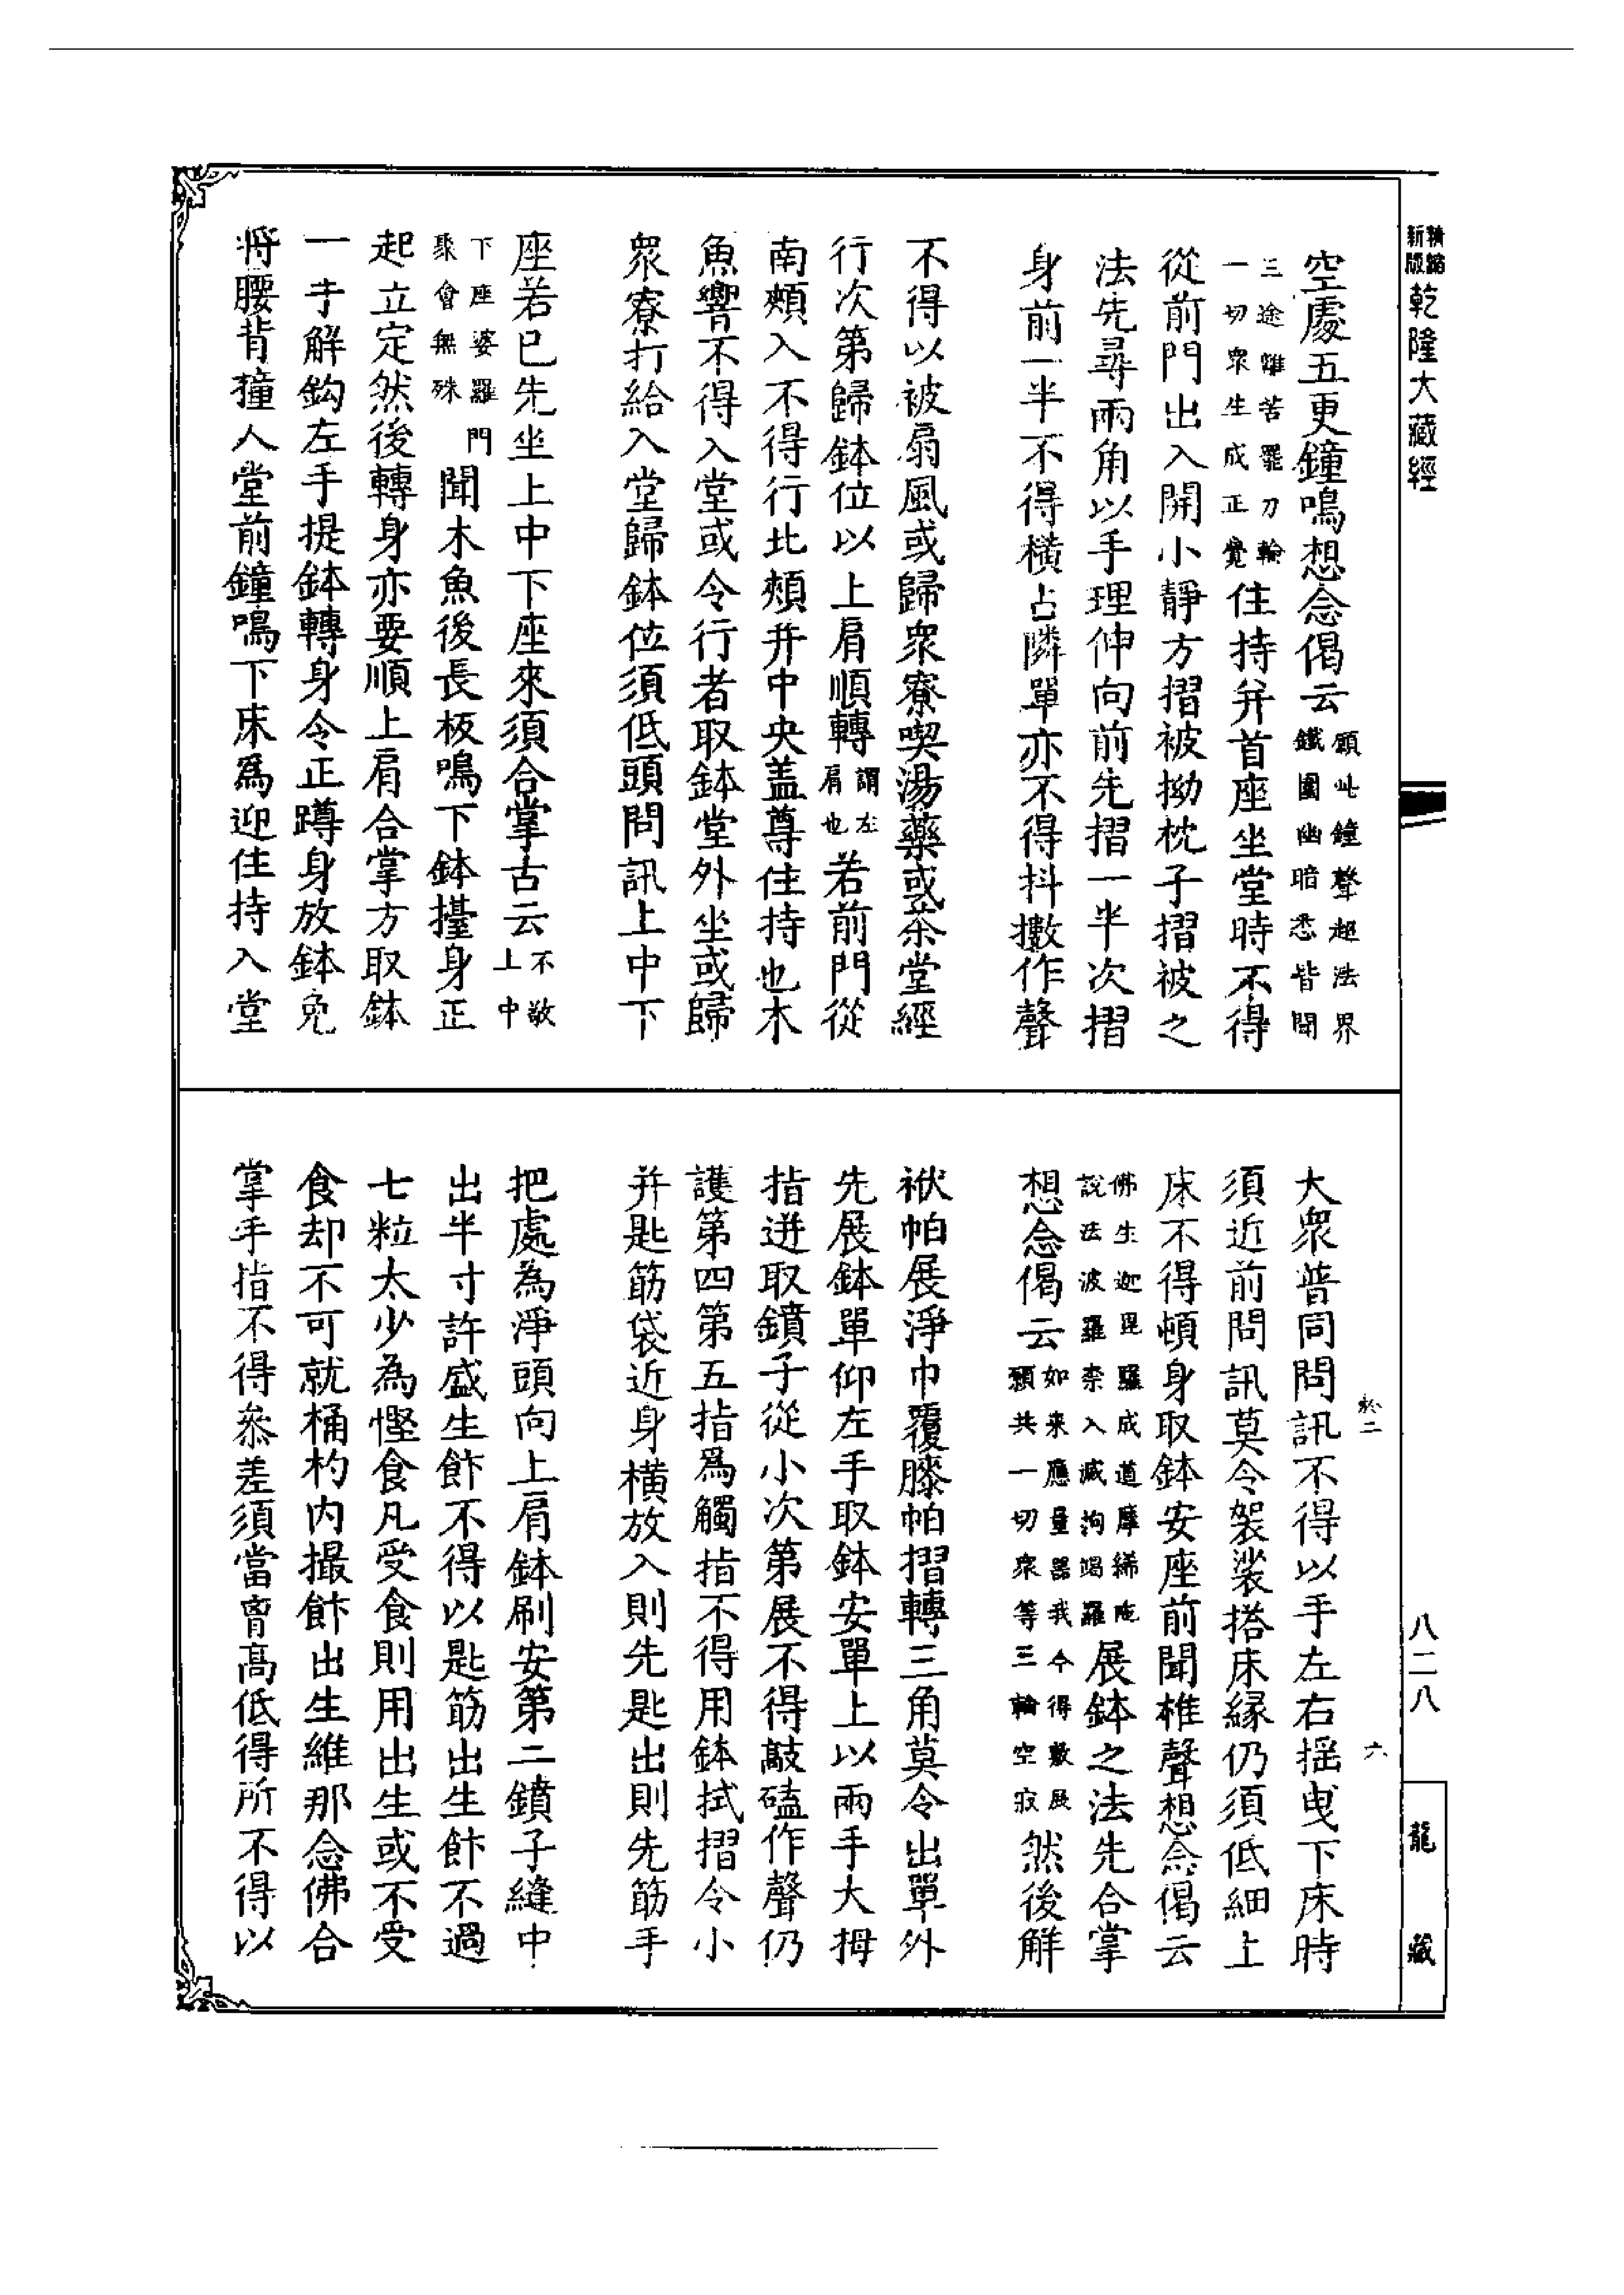 精縮新版
乾隆大藏經
空處五更鐘鳴想念偈云願此鐘聲超法界鐵圍幽暗悉皆聞
三途離苦罷刀輪一切衆生成正覺住持并首座坐堂時不得
從前門出入開小靜方摺被拗枕子摺被之
法先尋兩角以手理伸向前先摺一半次摺
身前一半不得橫占隣單亦不得抖擻作聲
不得以被扇風或歸衆寮喫湯藥或茶堂經
行次第歸鉢位以上肩順轉謂左肩也若前門從
南頰入不得行北頰并中央盖尊住持也木
魚響不得入堂或令行者取鉢堂外坐或歸
衆寮打給入堂歸鉢位須低頭問訊上中下
座若已先坐上中下座來須合掌古云不敬上中
下座婆羅門聚會無殊聞木魚後長板鳴下鉢擡身正
起立定然後轉身亦要順上肩合掌方取鉢
一手解鈎左手提鉢轉身令正蹲身放鉢免
將腰背撞人堂前鐘鳴下床爲迎住持入堂
大衆普同問訊不得以手左右揺曳下床時
須近前問訊莫令袈裟搭床緣仍須低細上
床不得頓身取鉢安座前聞椎聲想念偈云
佛生迦毘羅成道摩竭陁說法波羅柰入滅拘絺羅展鉢之法先合掌
想念偈云如來應量器我今得敷展願共一切衆等三輪空寂然後解
袱帕展淨巾覆膝帕摺轉三角莫令出單外
先展鉢單仰左手取鉢安單上以兩手大拇
指迸取鐼子從小次第展不得敲磕作聲仍
護第四第五指爲觸指不得用鉢拭摺令小
并匙筯袋近身橫放入則先匙出則先筯手
把處為淨頭向上肩鉢刷安第二鐼子縫中
出半寸許盛生飰不得以匙筯出生飰不過
七粒太少為慳食凡受食則用出生或不受
食却不可就桶杓内撮飰出生維那念佛合
掌手指不得叅差須當胷高低得所不得以
六
八二八
龍藏